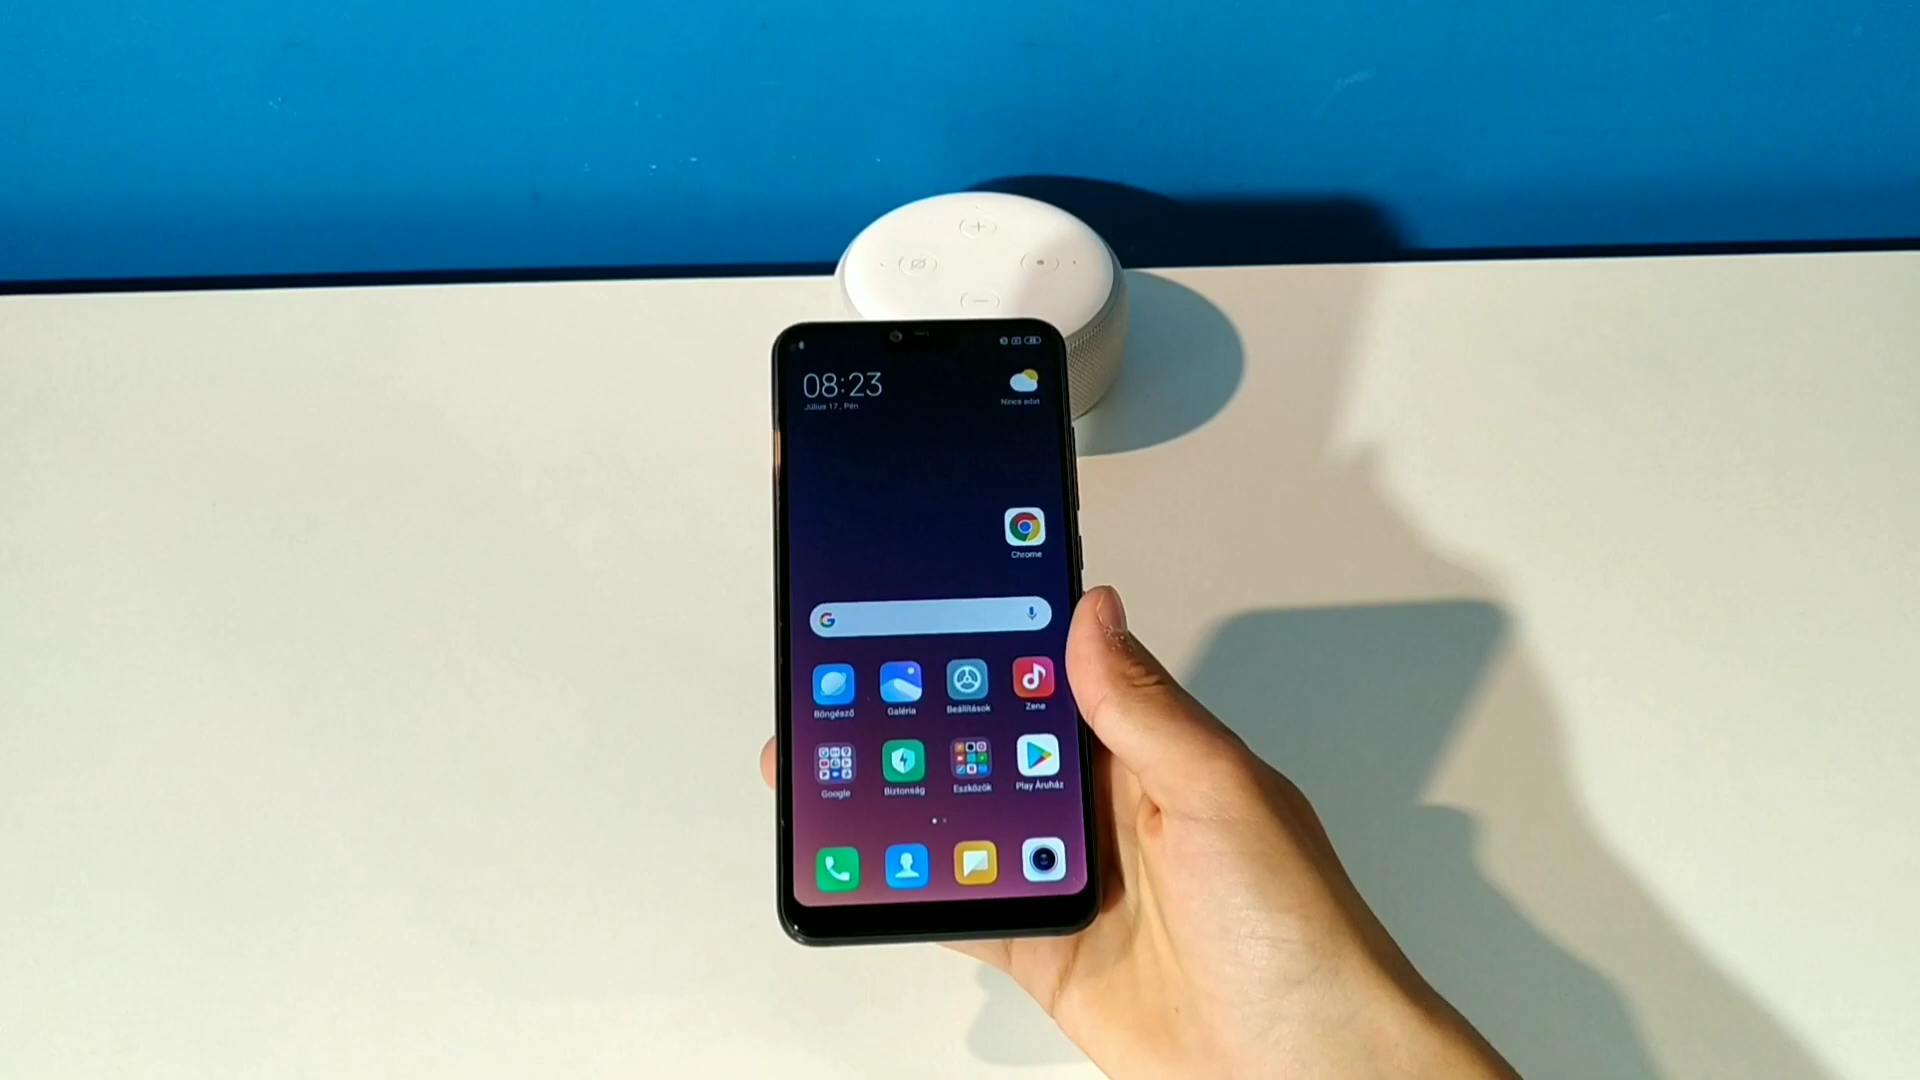 08:23
Július 17., Pén
Nincs adat
Chrome
Böngésző
Galéria
Beállítások
Zene
Google
Biztonság
Eszközök
Play Áruház